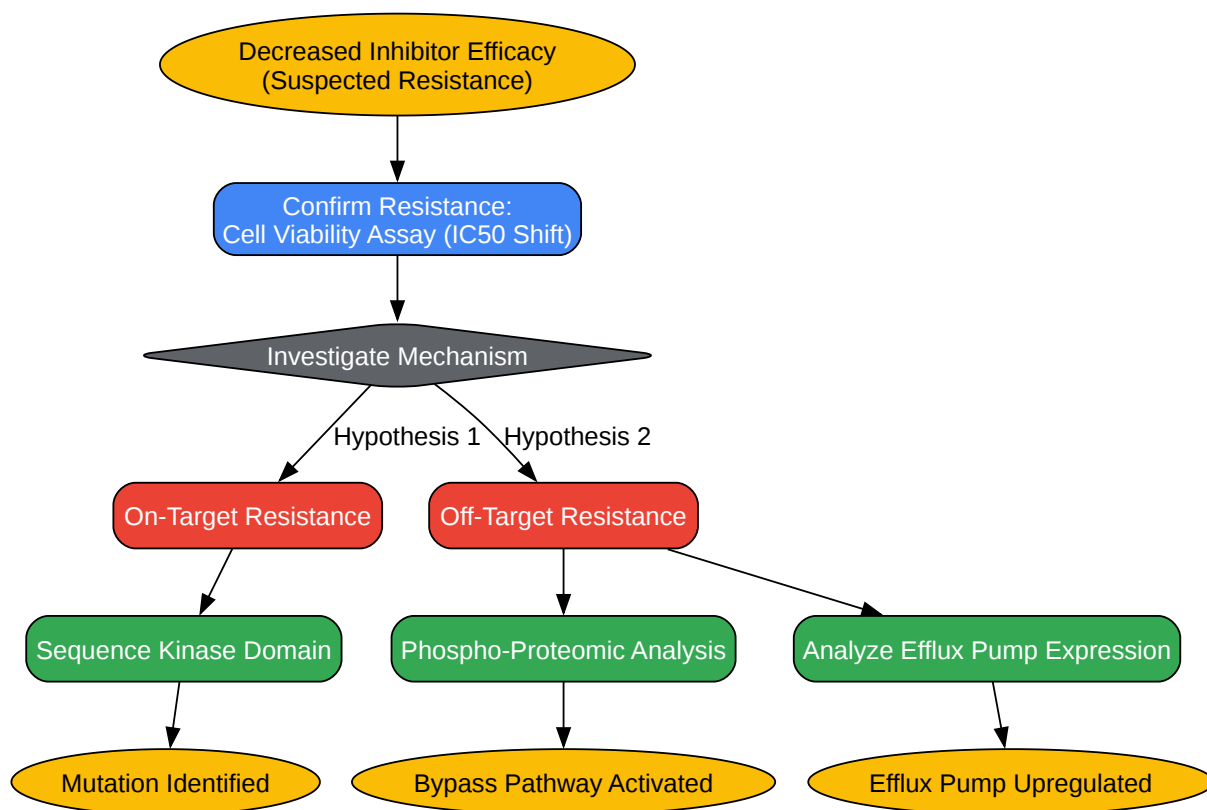 Decreased Inhibitor Efficacy
(Suspected Resistance)
Confirm Resistance:
Cell Viability Assay (IC50 Shift)
Investigate Mechanism
Hypothesis 1
Hypothesis 2
On-Target Resistance
Off-Target Resistance
Sequence Kinase Domain
Phospho-Proteomic Analysis
Analyze Efflux Pump Expression
Mutation Identified
Bypass Pathway Activated
Efflux Pump Upregulated